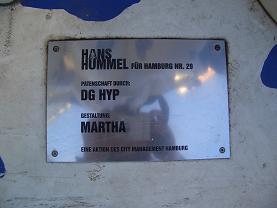 HANS
HUMMEL FÜR HAMBURG NR. 29
PATENSCHAFT DURCH:
DG HYP
GESTALTUNG:
MARTHA
EINE AKTION DES CITY MANAGEMENT HAMBURG